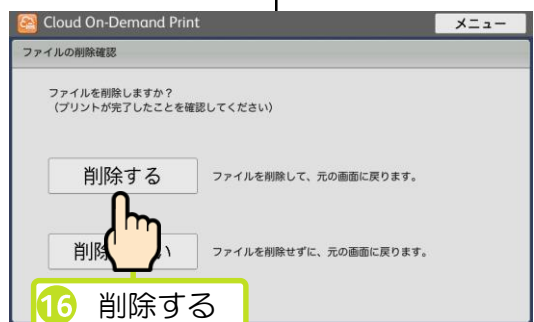 Cloud On-Demand Print
メニュー
ファイルの削除確認
ファイルを削除しますか？
（プリントが完了したことを確認してください）
削除する
ファイルを削除して、元の画面に戻ります。
削除 い
ファイルを削除せずに、元の画面に戻ります。
16 削除する